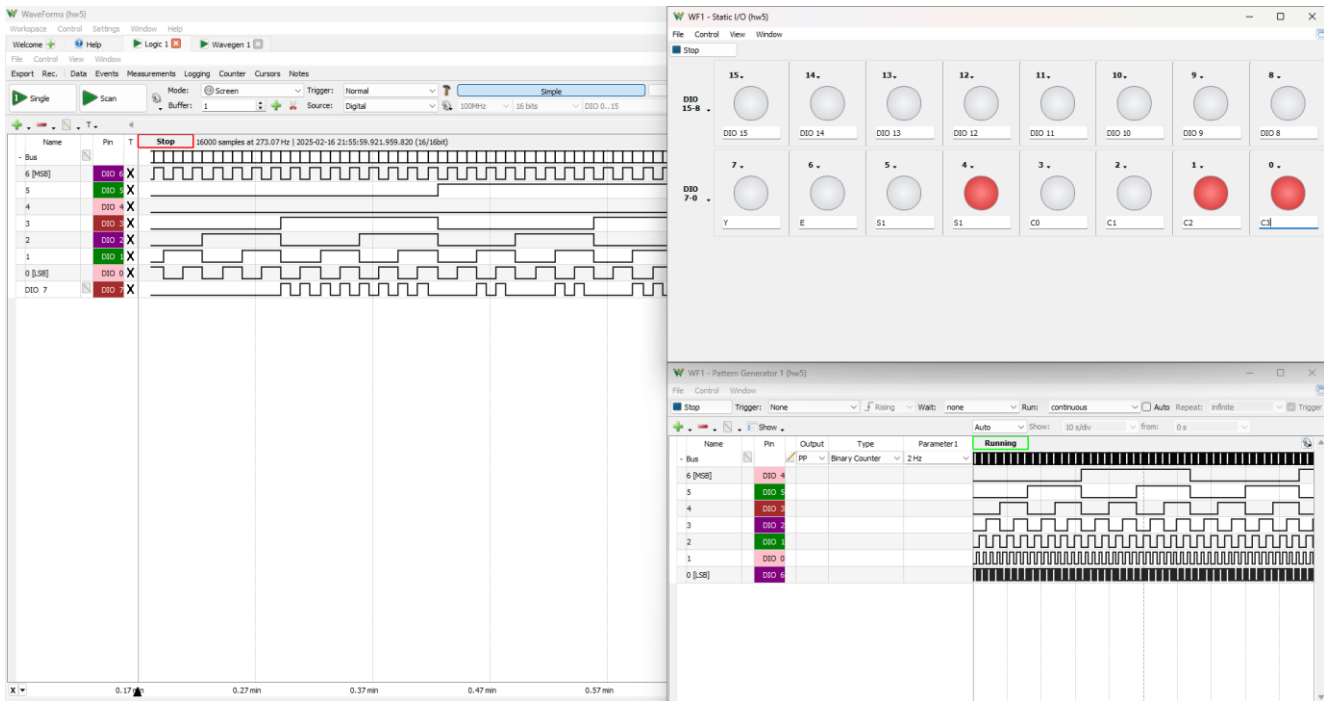 WaveForms (hw5)
Workspace Control Settings Window Help
Welcome Help Logic 1 Wavegen 1
File Control View Window
Export Rec. Data Events Measurements Logging Counter Cursors Notes
Single Scan Mode: Screen Trigger: Normal Simple
Buffer: 1 Source: Digital 100MHz 16 bits DIO 0..15
T
Name Pin T Stop 16000 samples at 273.07 Hz | 2025-02-16 21:55:59.921.959.820 (16/16bit)
- Bus
6 [MSB] DIO 6 X
5 DIO 5 X
4 DIO 4 X
3 DIO 3 X
2 DIO 2 X
1 DIO 1 X
0 [LSB] DIO 0 X
DIO 7 DIO 7 X
X 0.17 min 0.27 min 0.37 min 0.47 min 0.57 min
WF1 - Static I/O (hw5)
File Control View Window
Stop
15 14 13 12 11 10 9 8
DIO
15-8
DIO 15 DIO 14 DIO 13 DIO 12 DIO 11 DIO 10 DIO 9 DIO 8
7 6 5 4 3 2 1 0
DIO
7-0
Y E S1 S1 C0 C1 C2 C3
WF1 - Pattern Generator 1 (hw5)
File Control Window
Stop Trigger: None Rising Wait: none Run: continuous Auto Repeat: infinite Trigger
Show Auto Show: 10 s/div from: 0 s
Name Pin Output Type Parameter1 Running
- Bus PP Binary Counter 2 Hz
6 [MSB] DIO 4
5 DIO 5
4 DIO 3
3 DIO 2
2 DIO 1
1 DIO 0
0 [LSB] DIO 6